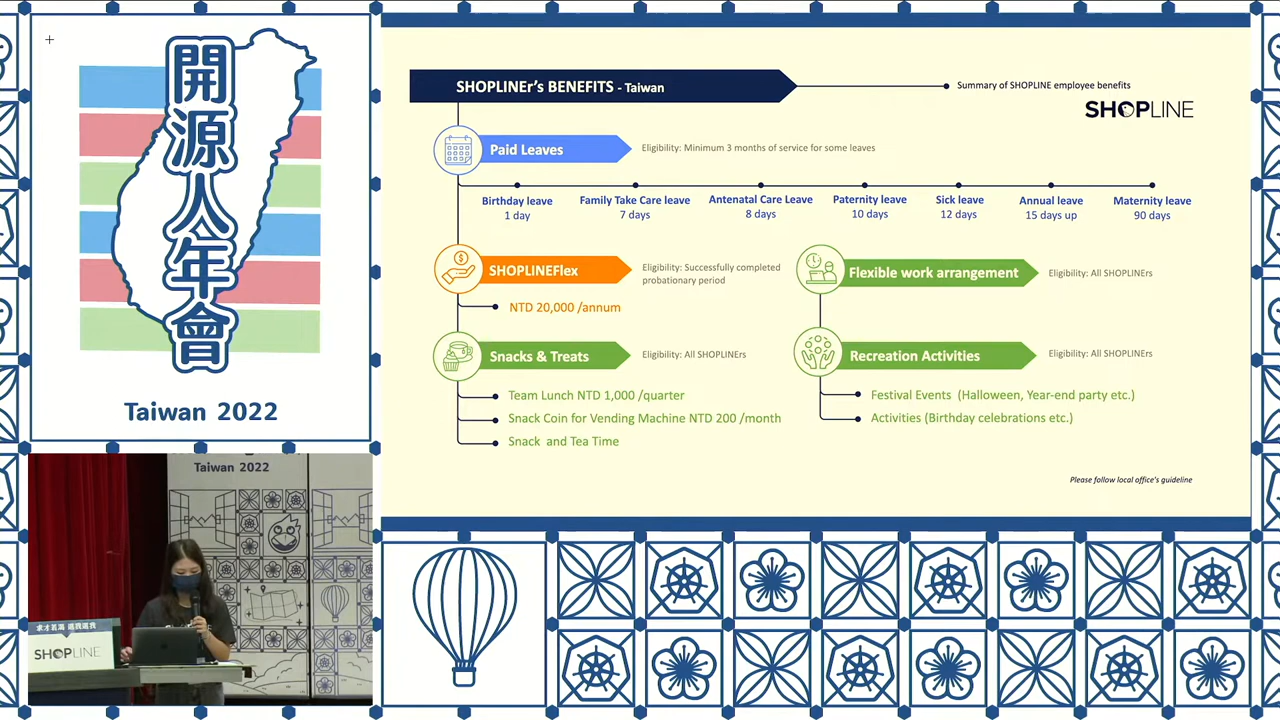 開源人年會
Taiwan 2022
SHOPLINEr's BENEFITS - Taiwan
Summary of SHOPLINE employee benefits
SHOPLINE
Paid Leaves
Eligibility: Minimum 3 months of service for some leaves
Birthday leave
1 day
Family Take Care leave
7 days
Antenatal Care Leave
8 days
Paternity leave
10 days
Sick leave
12 days
Annual leave
15 days up
Maternity leave
90 days
SHOPLINEFlex
Eligibility: Successfully completed
probationary period
NTD 20,000 /annum
Flexible work arrangement
Eligibility: All SHOPLINErs
Snacks & Treats
Eligibility: All SHOPLINErs
Team Lunch NTD 1,000 /quarter
Snack Coin for Vending Machine NTD 200 /month
Snack and Tea Time
Recreation Activities
Eligibility: All SHOPLINErs
Festival Events (Halloween, Year-end party etc.)
Activities (Birthday celebrations etc.)
Please follow local office's guideline
Taiwan 2022
SHOPLINE